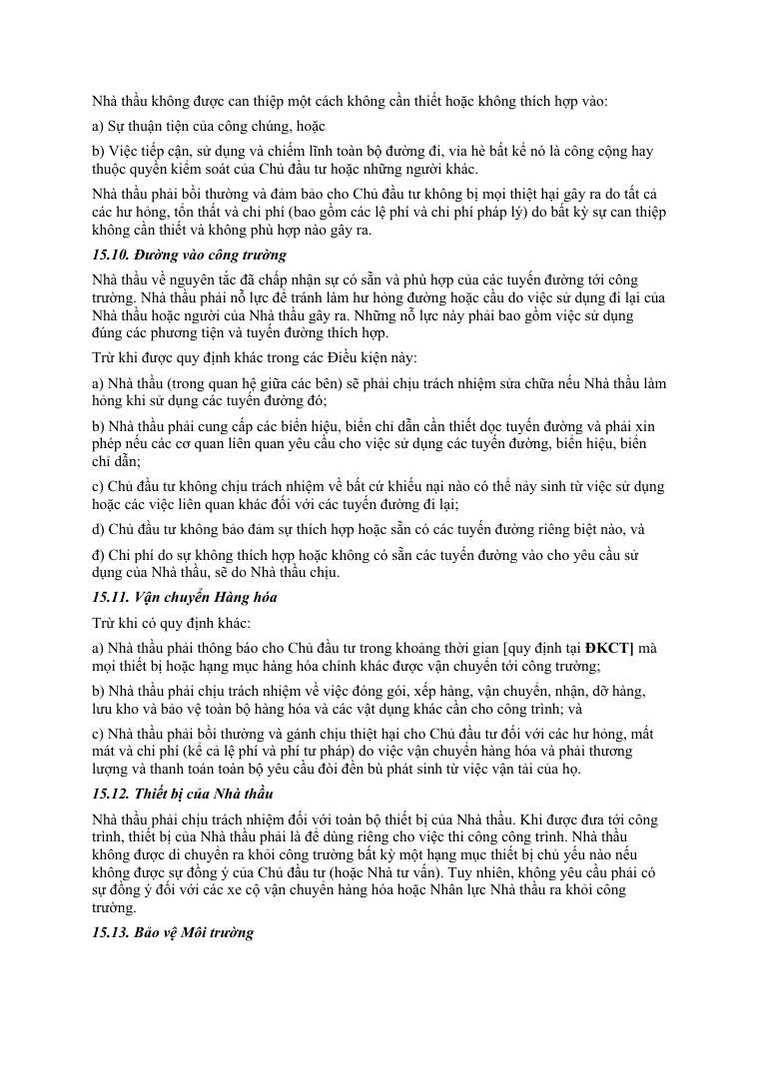 Nhà thầu không được can thiệp một cách không cần thiết hoặc không thích hợp vào:
a) Sự thuận tiện của công chúng, hoặc
b) Việc tiếp cận, sử dụng và chiếm lĩnh toàn bộ đường đi, vỉa hè bất kể nó là công cộng hay
thuộc quyền kiểm soát của Chủ đầu tư hoặc những người khác.
Nhà thầu phải bồi thường và đảm bảo cho Chủ đầu tư không bị mọi thiệt hại gây ra do tất cả
các hư hỏng, tổn thất và chi phí (bao gồm các lệ phí và chi phí pháp lý) do bất kỳ sự can thiệp
không cần thiết và không phù hợp nào gây ra.
15.10. Đường vào công trường
Nhà thầu về nguyên tắc đã chấp nhận sự có sẵn và phù hợp của các tuyến đường tới công
trường. Nhà thầu phải nỗ lực để tránh làm hư hỏng đường hoặc cầu do việc sử dụng đi lại của
Nhà thầu hoặc người của Nhà thầu gây ra. Những nỗ lực này phải bao gồm việc sử dụng
đúng các phương tiện và tuyến đường thích hợp.
Trừ khi được quy định khác trong các Điều kiện này:
a) Nhà thầu (trong quan hệ giữa các bên) sẽ phải chịu trách nhiệm sửa chữa nếu Nhà thầu làm
hỏng khi sử dụng các tuyến đường đó;
b) Nhà thầu phải cung cấp các biển hiệu, biển chỉ dẫn cần thiết dọc tuyến đường và phải xin
phép nếu các cơ quan liên quan yêu cầu cho việc sử dụng các tuyến đường, biển hiệu, biển
chỉ dẫn;
c) Chủ đầu tư không chịu trách nhiệm về bất cứ khiếu nại nào có thể nảy sinh từ việc sử dụng
hoặc các việc liên quan khác đối với các tuyến đường đi lại;
d) Chủ đầu tư không bảo đảm sự thích hợp hoặc sẵn có các tuyến đường riêng biệt nào, và
đ) Chi phí do sự không thích hợp hoặc không có sẵn các tuyến đường vào cho yêu cầu sử
dụng của Nhà thầu, sẽ do Nhà thầu chịu.
15.11. Vận chuyển Hàng hóa
Trừ khi có quy định khác:
a) Nhà thầu phải thông báo cho Chủ đầu tư trong khoảng thời gian [quy định tại ĐKCT] mà
mọi thiết bị hoặc hạng mục hàng hóa chính khác được vận chuyển tới công trường;
b) Nhà thầu phải chịu trách nhiệm về việc đóng gói, xếp hàng, vận chuyển, nhận, dỡ hàng,
lưu kho và bảo vệ toàn bộ hàng hóa và các vật dụng khác cần cho công trình; và
c) Nhà thầu phải bồi thường và gánh chịu thiệt hại cho Chủ đầu tư đối với các hư hỏng, mất
mát và chi phí (kể cả lệ phí và phí tư pháp) do việc vận chuyển hàng hóa và phải thương
lượng và thanh toán toàn bộ yêu cầu đòi đền bù phát sinh từ việc vận tải của họ.
15.12. Thiết bị của Nhà thầu
Nhà thầu phải chịu trách nhiệm đối với toàn bộ thiết bị của Nhà thầu. Khi được đưa tới công
trình, thiết bị của Nhà thầu phải là để dùng riêng cho việc thi công công trình. Nhà thầu
không được di chuyển ra khỏi công trường bất kỳ một hạng mục thiết bị chủ yếu nào nếu
không được sự đồng ý của Chủ đầu tư (hoặc Nhà tư vấn). Tuy nhiên, không yêu cầu phải có
sự đồng ý đối với các xe cộ vận chuyển hàng hóa hoặc Nhân lực Nhà thầu ra khỏi công
trường.
15.13. Bảo vệ Môi trường